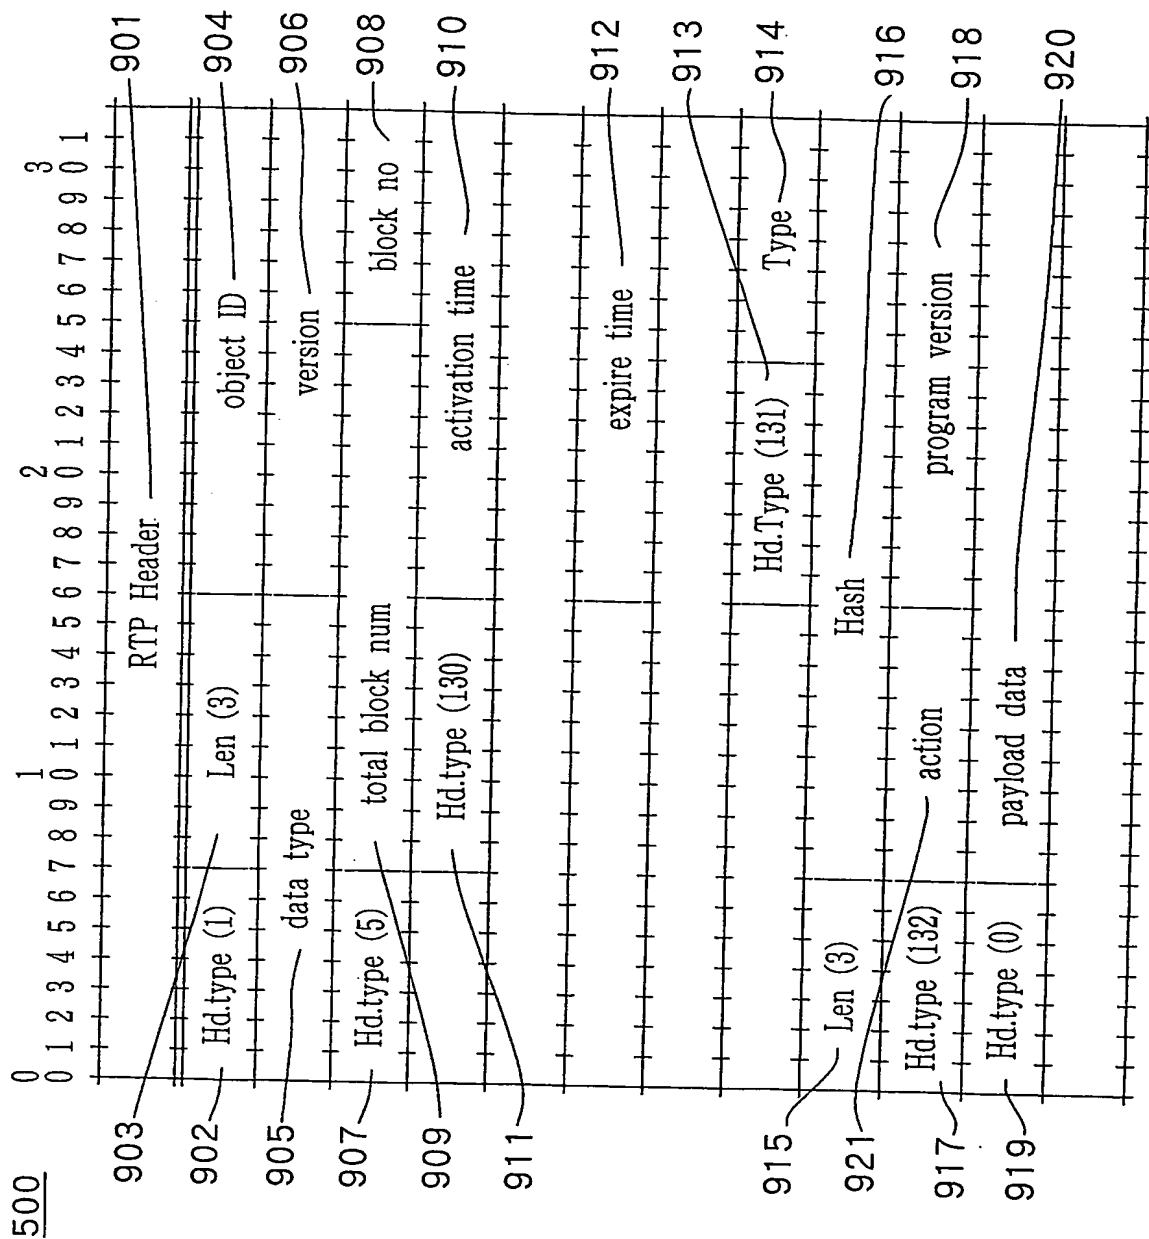 500
0 1 2 3
0 1 2 3 4 5 6 7 8 9 0 1 2 3 4 5 6 7 8 9 0 1 2 3 4 5 6 7 8 9 0 1
RTP Header 901
903
902 Hd.type (1) Len (3) object ID 904
905 data type version 906
907 Hd.type (5) total block num block no 908
909
911 Hd.type (130) activation time 910
expire time 912
913
Hd.Type (131) Type 914
915 Len (3) Hash 916
921 action
917 Hd.type (132) program version 918
919 Hd.type (0) payload data 920